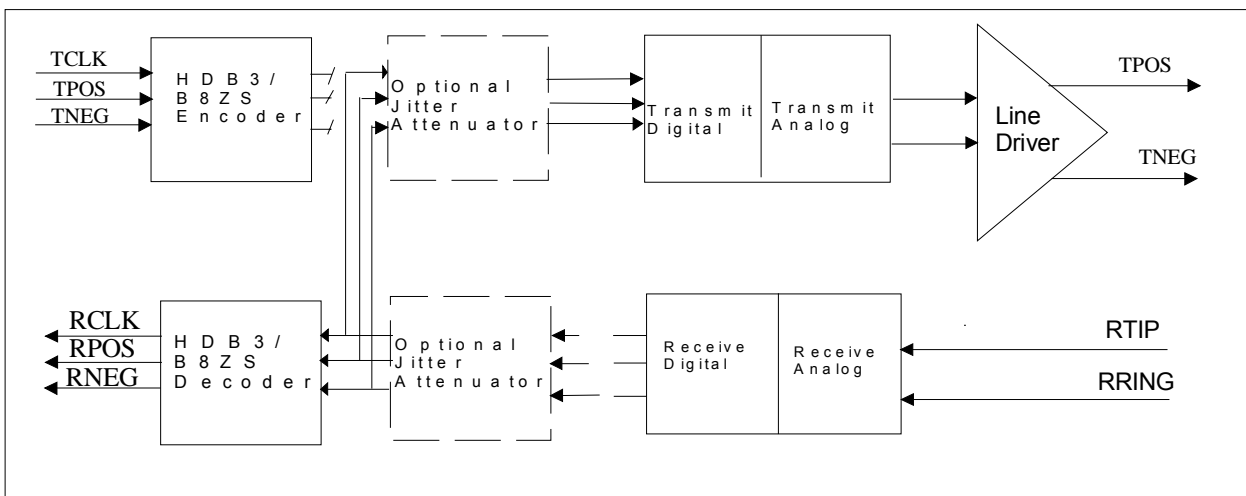 TCLK
TPOS
TNEG
HDB3/
B8ZS
Encoder
Optional
Jitter
Attenuator
Transmit
Digital
Transmit
Analog
Line
Driver
TPOS
TNEG
RCLK
RPOS
RNEG
HDB3/
B8ZS
Decoder
Optional
Jitter
Attenuator
Receive
Digital
Receive
Analog
RTIP
RRING